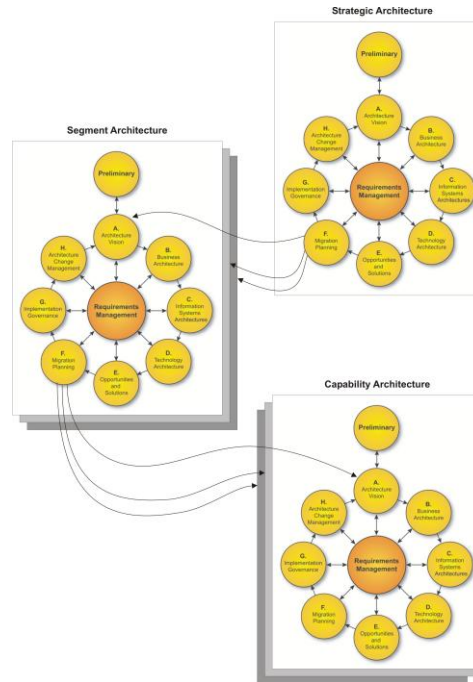 Strategic Architecture
Preliminary
A.
Architecture
Vision
B.
Business
Architecture
C.
Information
Systems
Architectures
D.
Technology
Architecture
E.
Opportunities
and
Solutions
F.
Migration
Planning
G.
Implementation
Governance
H.
Architecture
Change
Management
Requirements
Management
Segment Architecture
Preliminary
A.
Architecture
Vision
B.
Business
Architecture
C.
Information
Systems
Architectures
D.
Technology
Architecture
E.
Opportunities
and
Solutions
F.
Migration
Planning
G.
Implementation
Governance
H.
Architecture
Change
Management
Requirements
Management
Capability Architecture
Preliminary
A.
Architecture
Vision
B.
Business
Architecture
C.
Information
Systems
Architectures
D.
Technology
Architecture
E.
Opportunities
and
Solutions
F.
Migration
Planning
G.
Implementation
Governance
H.
Architecture
Change
Management
Requirements
Management